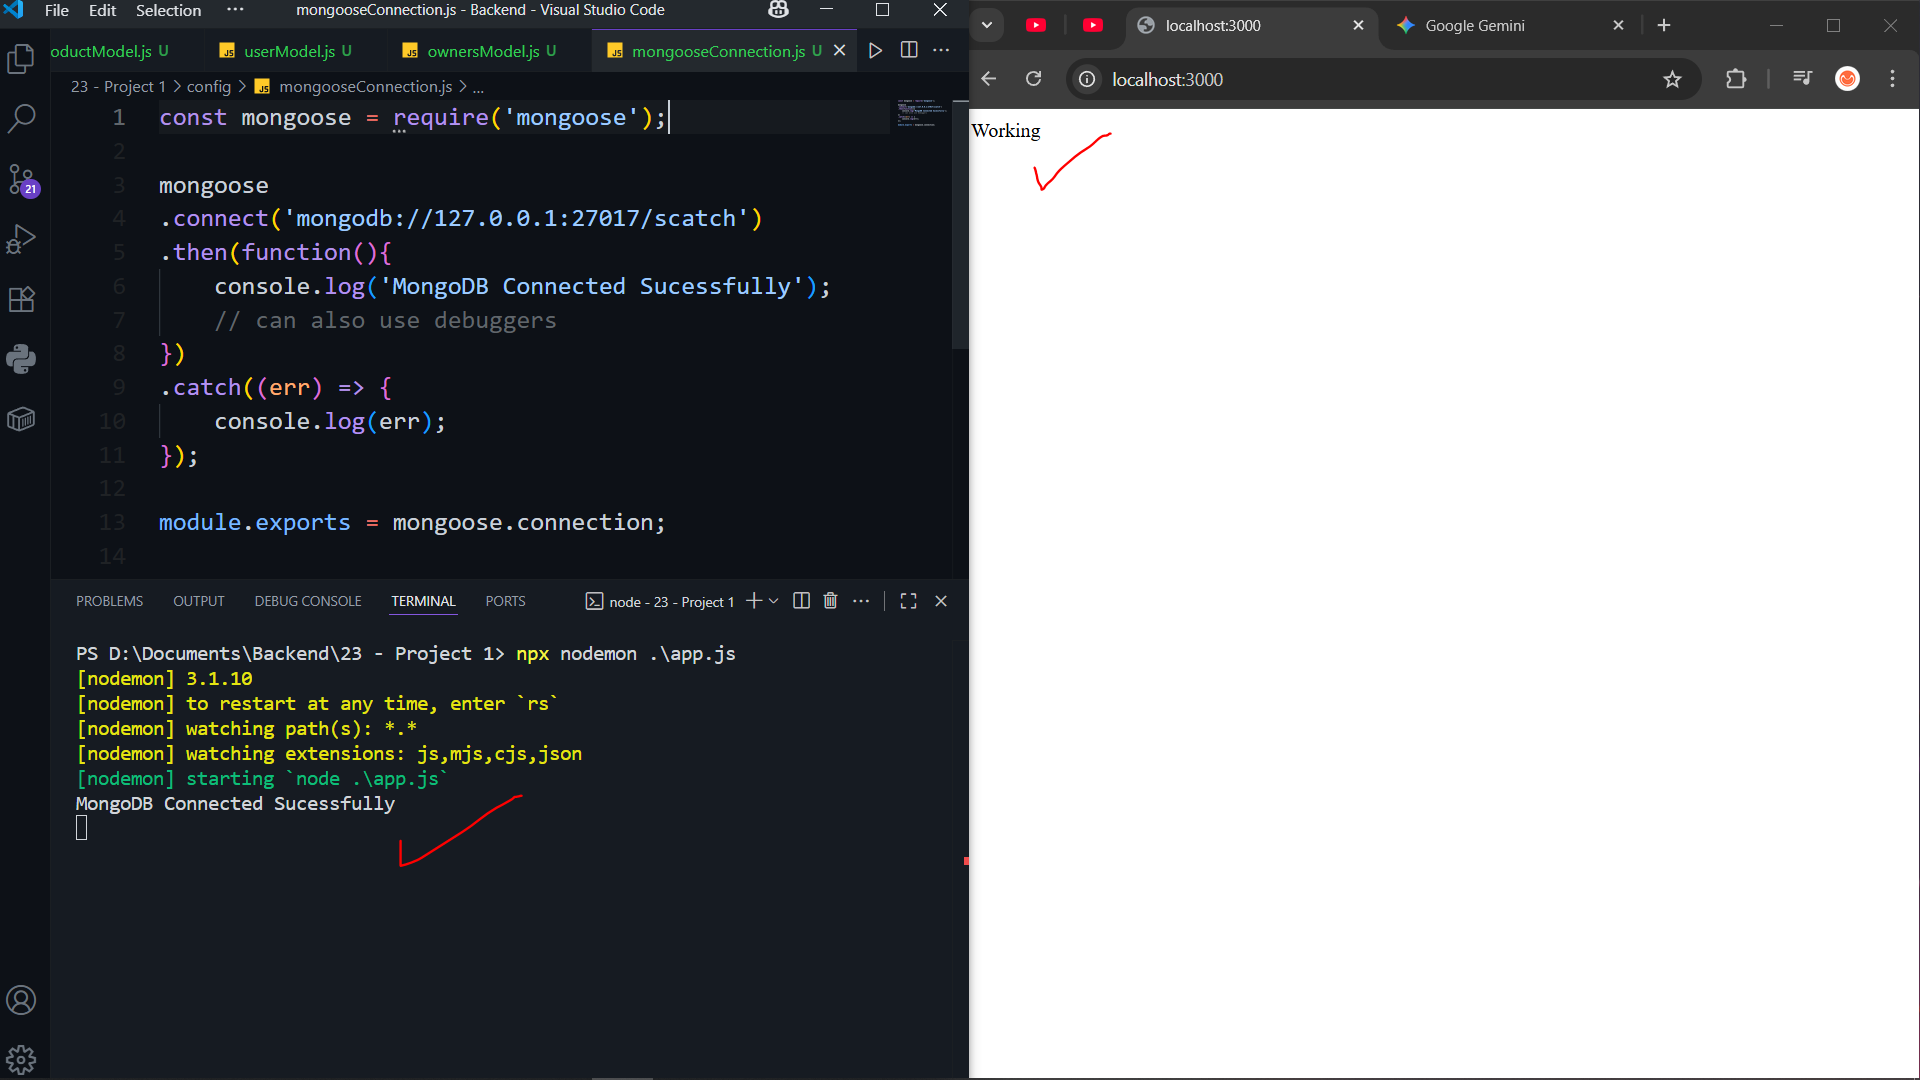 File Edit Selection ··· mongooseConnection.js - Backend - Visual Studio Code
oductModel.js U userModel.js U ownersModel.js U mongooseConnection.js U
23 - Project 1 > config > JS mongooseConnection.js > ...
1 const mongoose = require('mongoose');
2
3 mongoose
4 .connect('mongodb://127.0.0.1:27017/scatch')
5 .then(function(){
6 console.log('MongoDB Connected Sucessfully');
7 // can also use debuggers
8 })
9 .catch((err) => {
10 console.log(err);
11 });
12
13 module.exports = mongoose.connection;
14
21
PROBLEMS OUTPUT DEBUG CONSOLE TERMINAL PORTS node - 23 - Project 1
PS D:\Documents\Backend\23 - Project 1> npx nodemon .\app.js
[nodemon] 3.1.10
[nodemon] to restart at any time, enter `rs`
[nodemon] watching path(s): *.*
[nodemon] watching extensions: js,mjs,cjs,json
[nodemon] starting `node .\app.js`
MongoDB Connected Sucessfully
localhost:3000 Google Gemini
localhost:3000
Working